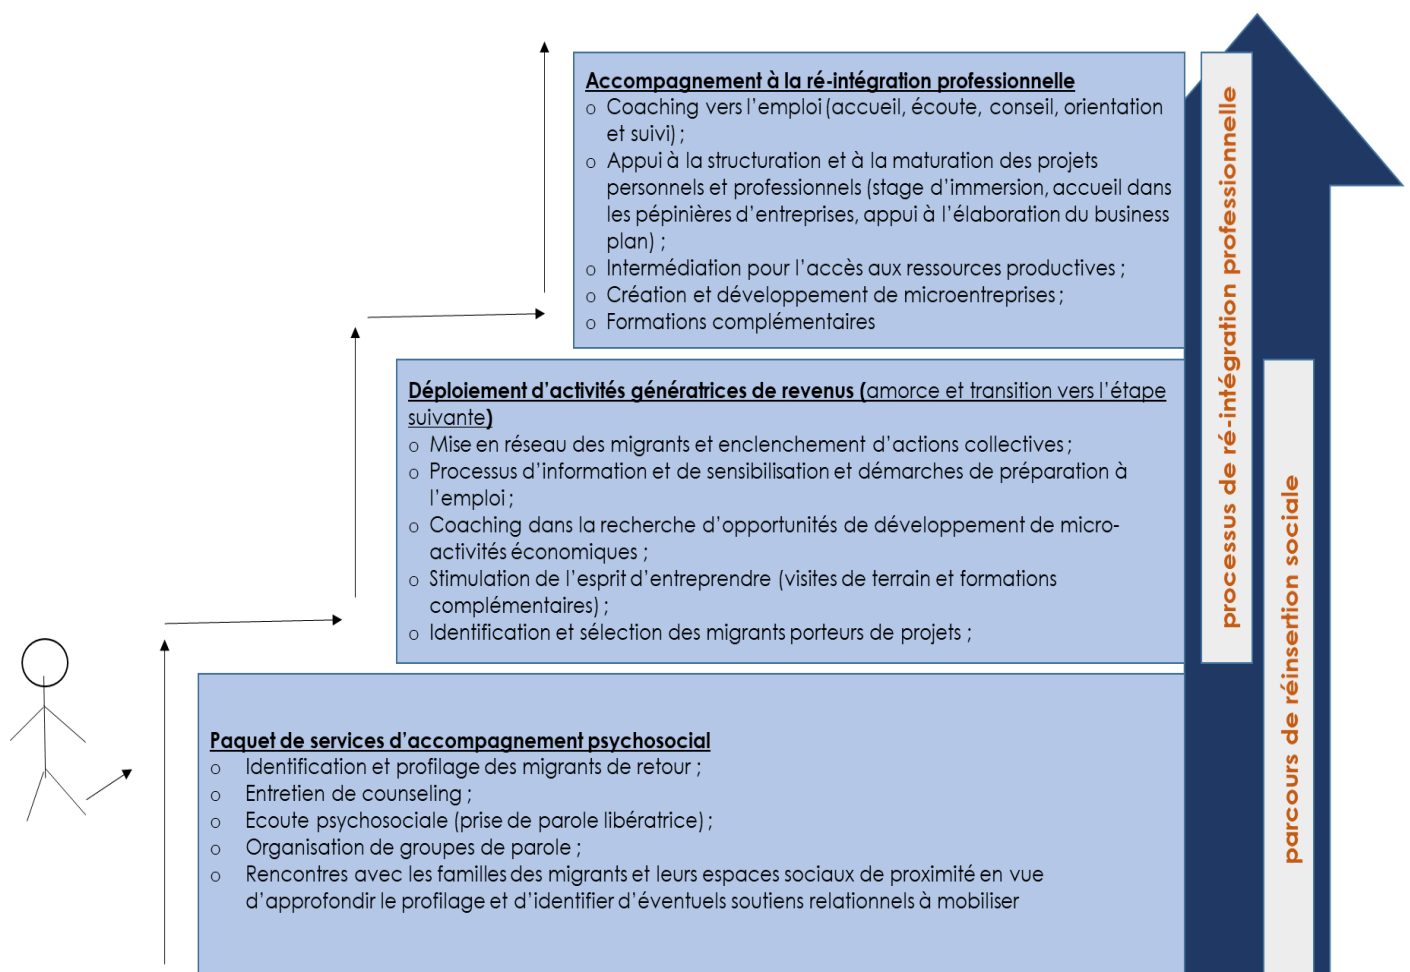 Accompagnement à la ré-intégration professionnelle
o Coaching vers l’emploi (accueil, écoute, conseil, orientation
et suivi) ;
o Appui à la structuration et à la maturation des projets
personnels et professionnels (stage d’immersion, accueil dans
les pépinières d’entreprises, appui à l’élaboration du business
plan) ;
o Intermédiation pour l’accès aux ressources productives ;
o Création et développement de microentreprises ;
o Formations complémentaires
Déploiement d’activités génératrices de revenus (amorce et transition vers l’étape
suivante)
o Mise en réseau des migrants et enclenchement d’actions collectives ;
o Processus d’information et de sensibilisation et démarches de préparation à
l’emploi ;
o Coaching dans la recherche d’opportunités de développement de micro-
activités économiques ;
o Stimulation de l’esprit d’entreprendre (visites de terrain et formations
complémentaires) ;
o Identification et sélection des migrants porteurs de projets ;
Paquet de services d’accompagnement psychosocial
o Identification et profilage des migrants de retour ;
o Entretien de counseling ;
o Ecoute psychosociale (prise de parole libératrice) ;
o Organisation de groupes de parole ;
o Rencontres avec les familles des migrants et leurs espaces sociaux de proximité en vue
d’approfondir le profilage et d’identifier d’éventuels soutiens relationnels à mobiliser
processus de ré-intégration professionnelle
parcours de réinsertion sociale